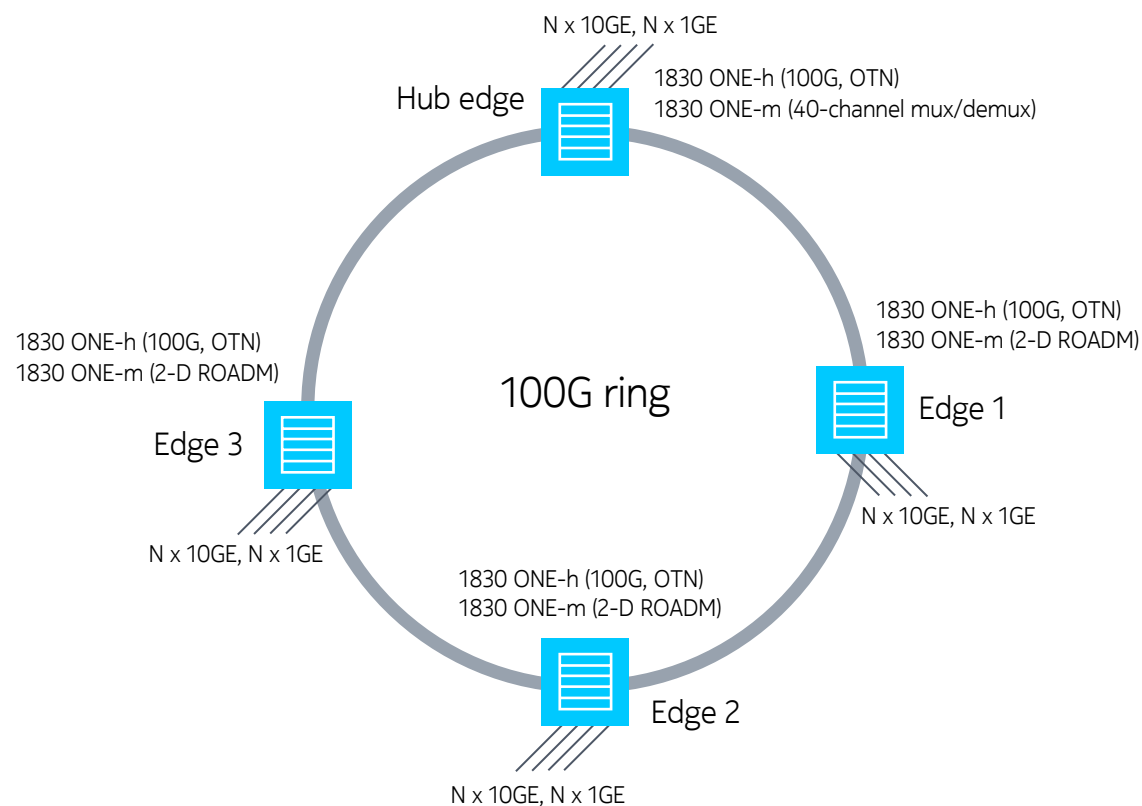 N x 10GE, N x 1GE
Hub edge
1830 ONE-h (100G, OTN)
1830 ONE-m (40-channel mux/demux)
1830 ONE-h (100G, OTN)
1830 ONE-m (2-D ROADM)
Edge 3
N x 10GE, N x 1GE
100G ring
1830 ONE-h (100G, OTN)
1830 ONE-m (2-D ROADM)
Edge 1
N x 10GE, N x 1GE
1830 ONE-h (100G, OTN)
1830 ONE-m (2-D ROADM)
Edge 2
N x 10GE, N x 1GE